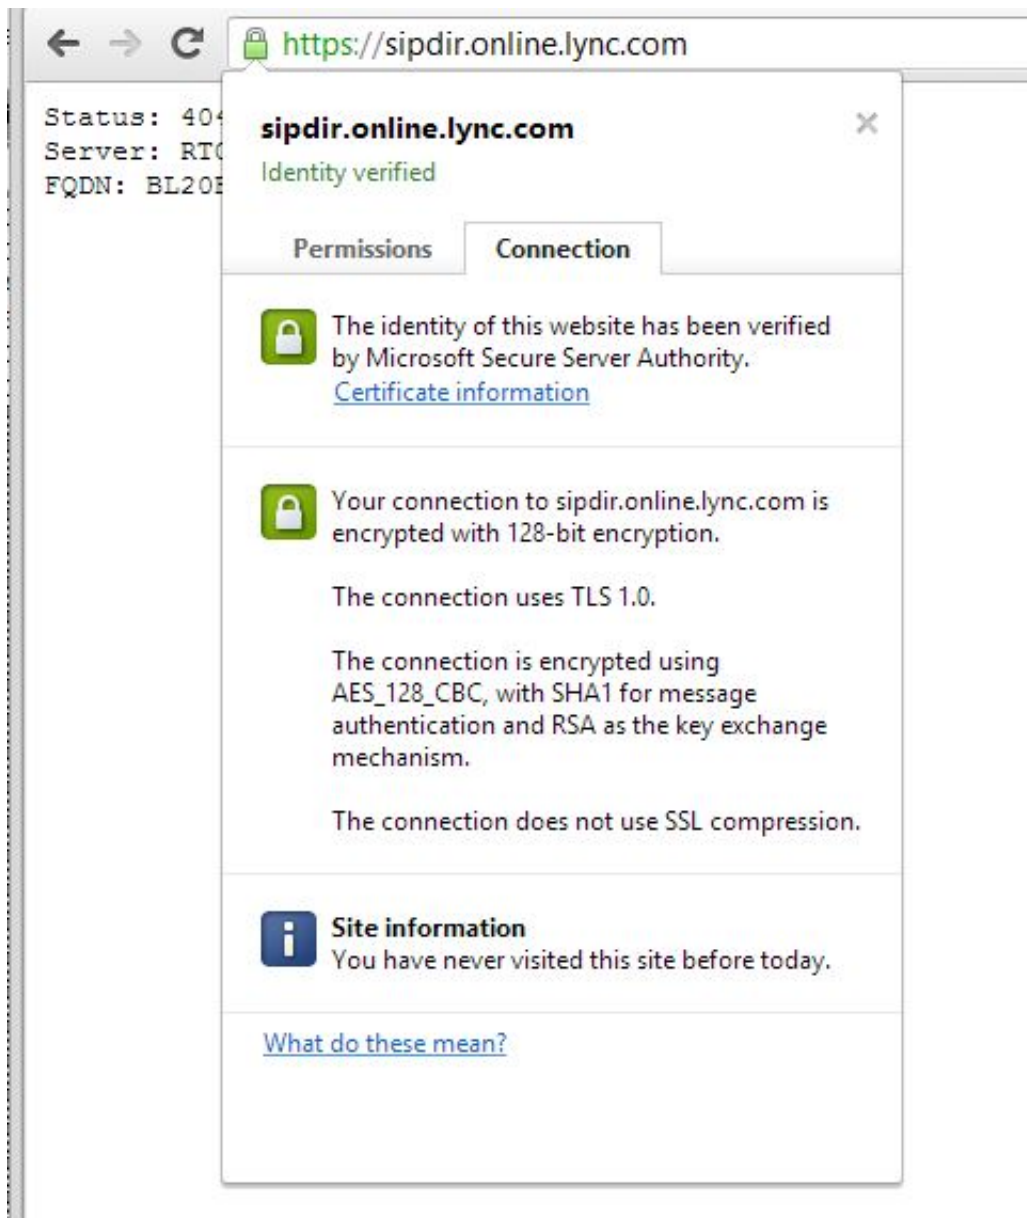 https://sipdir.online.lync.com
Status: 404
Server: RTC
FQDN:
sipdir.online.lync.com
Identity verified
Permissions Connection
The identity of this website has been verified
by Microsoft Secure Server Authority.
Certificate information
Your connection to sipdir.online.lync.com is
encrypted with 128-bit encryption.
The connection uses TLS 1.0.
The connection is encrypted using
AES_128_CBC, with SHA1 for message
authentication and RSA as the key exchange
mechanism.
The connection does not use SSL compression.
Site information
You have never visited this site before today.
What do these mean?